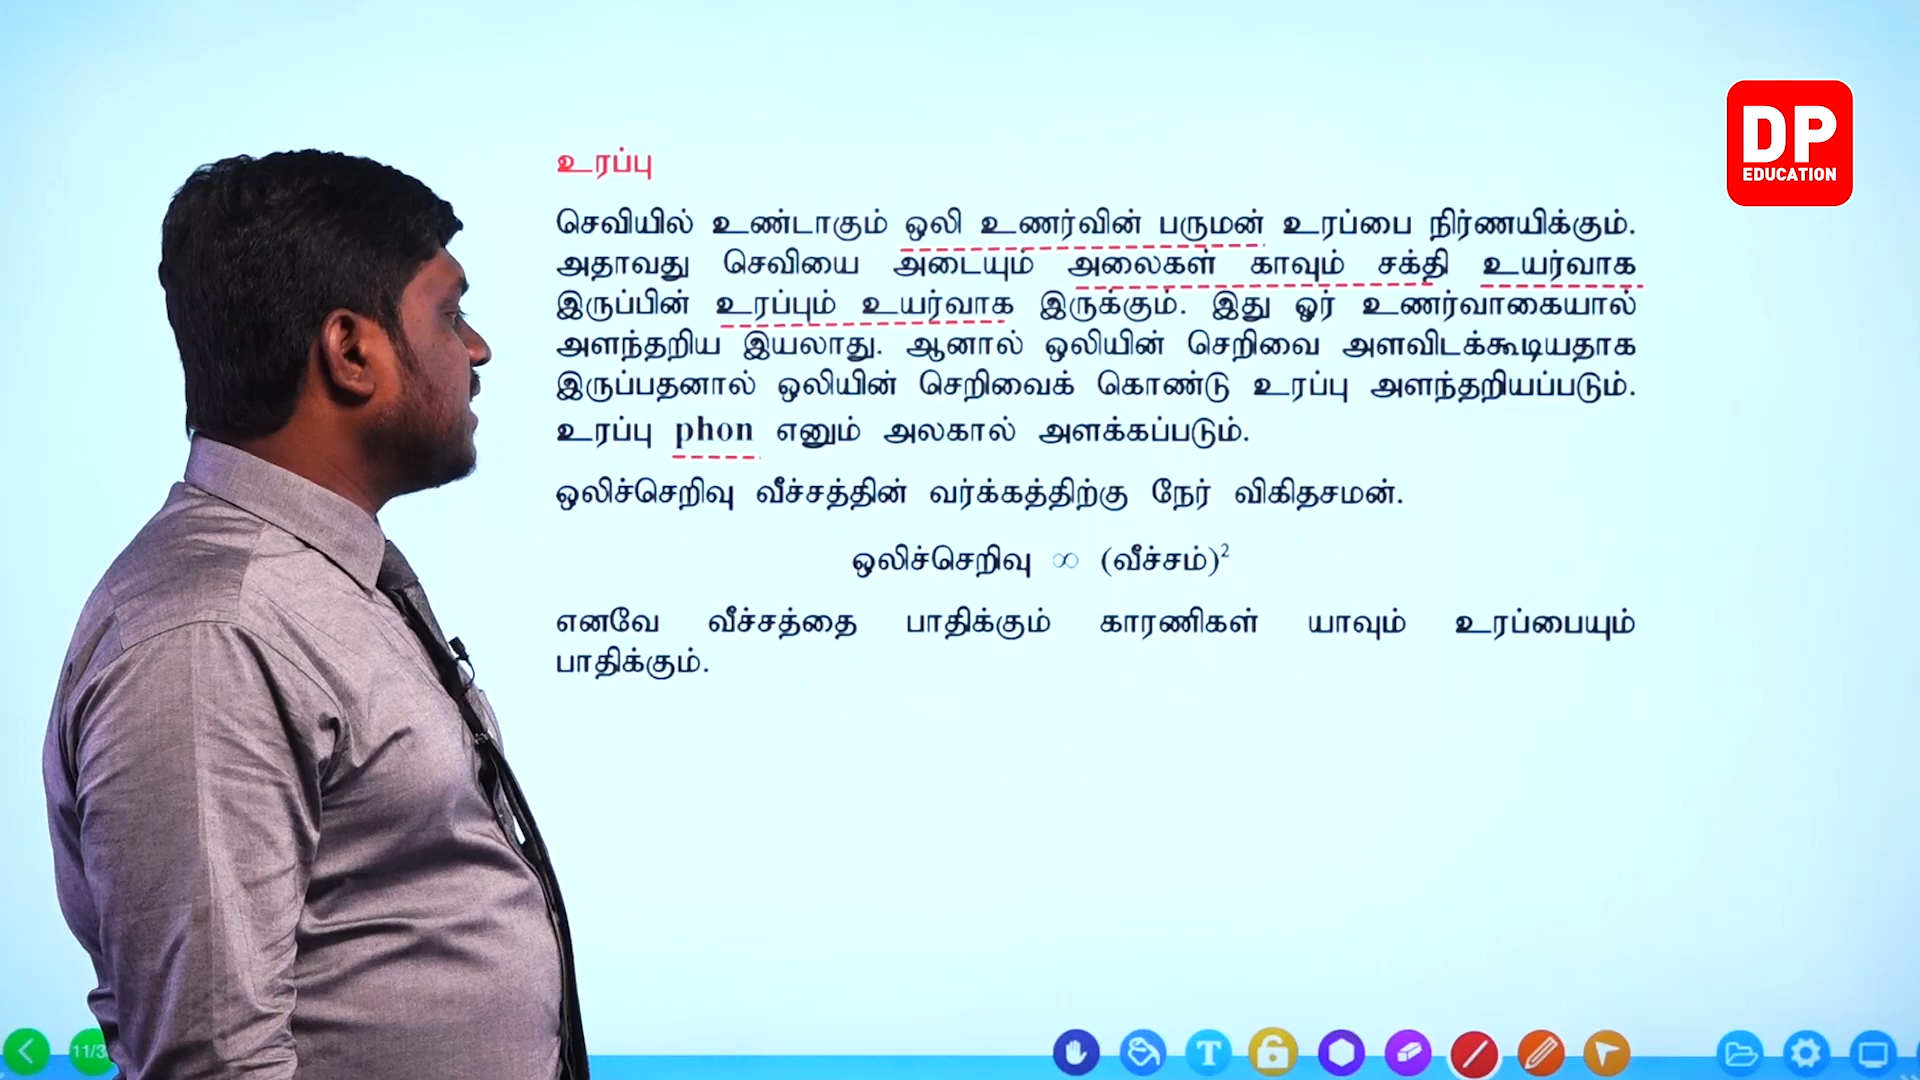 DP
EDUCATION
உரப்பு
செவியில் உண்டாகும் ஒலி உணர்வின் பருமன் உரப்பை நிர்ணயிக்கும்.
அதாவது செவியை அடையும் அலைகள் காவும் சக்தி உயர்வாக
இருப்பின் உரப்பும் உயர்வாக இருக்கும். இது ஓர் உணர்வாகையால்
அளந்தறிய இயலாது. ஆனால் ஒலியின் செறிவை அளவிடக்கூடியதாக
இருப்பதனால் ஒலியின் செறிவைக் கொண்டு உரப்பு அளந்தறியப்படும்.
உரப்பு phon எனும் அலகால் அளக்கப்படும்.
ஒலிச்செறிவு வீச்சத்தின் வர்க்கத்திற்கு நேர் விகிதசமன்.
ஒலிச்செறிவு ∞ (வீச்சம்)²
எனவே வீச்சத்தை பாதிக்கும் காரணிகள் யாவும் உரப்பையும்
பாதிக்கும்.
11/3
T